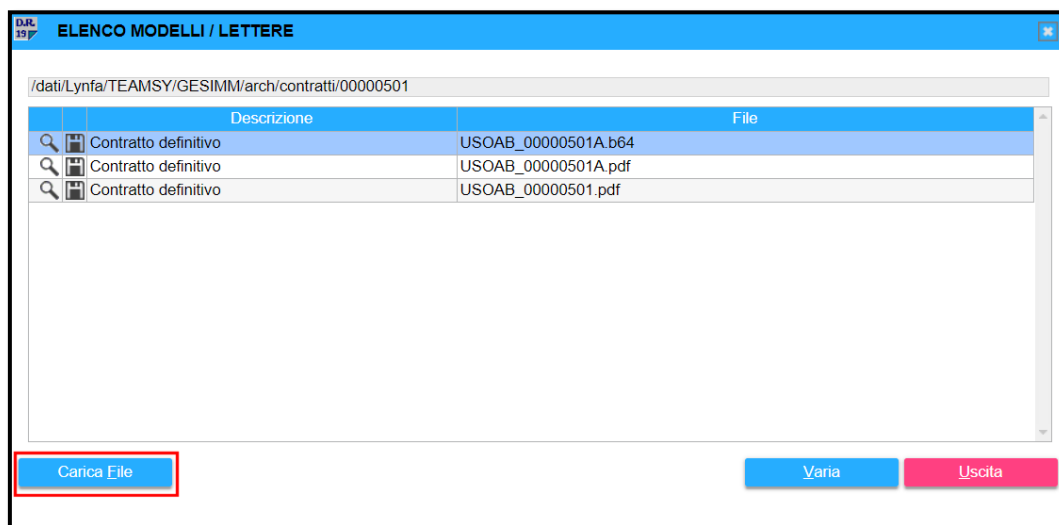 D.R.
19
ELENCO MODELLI / LETTERE
/dati/Lynfa/TEAMSY/GESIMM/arch/contratti/00000501
Descrizione File
Contratto definitivo USOAB_00000501A.b64
Contratto definitivo USOAB_00000501A.pdf
Contratto definitivo USOAB_00000501.pdf
Carica File Varia Uscita